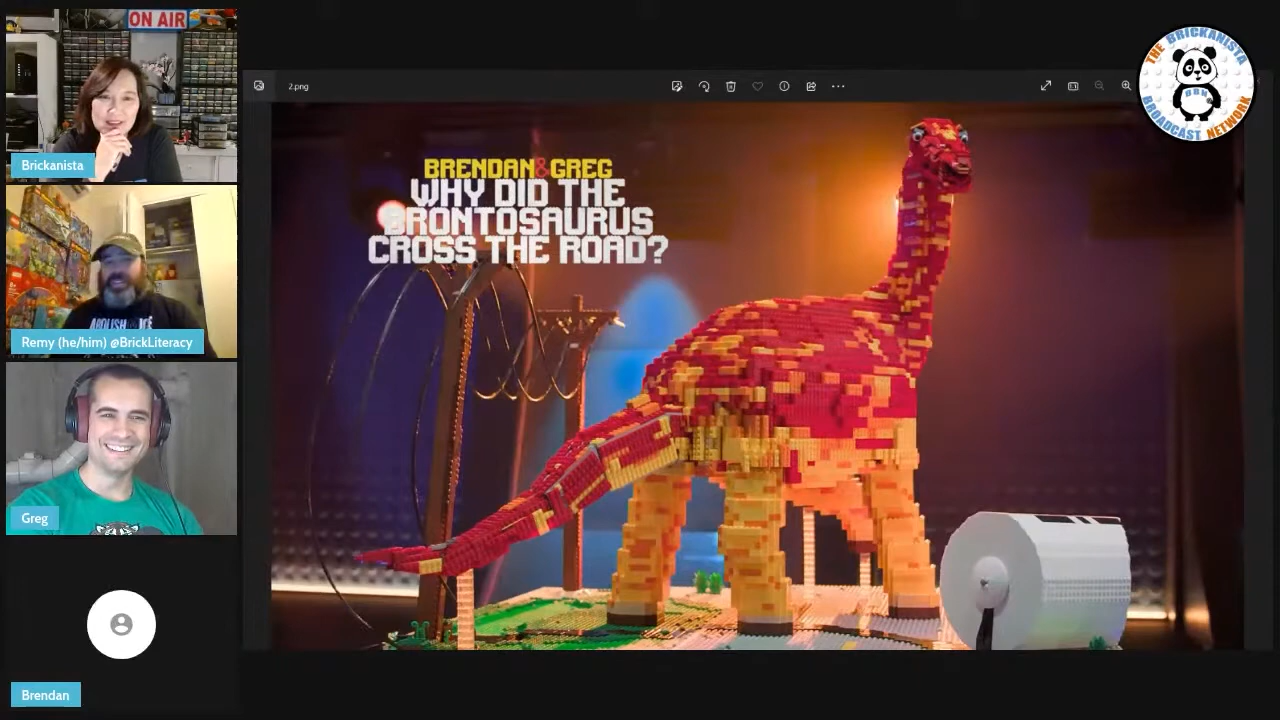 ON AIR
Brickanista
Remy (he/him) @BrickLiteracy
Greg
Brendan
2.png
BRENDAN&GREG
WHY DID THE
BRONTOSAURUS
CROSS THE ROAD?
THE BRICKANISTA
BROADCAST NETWORK